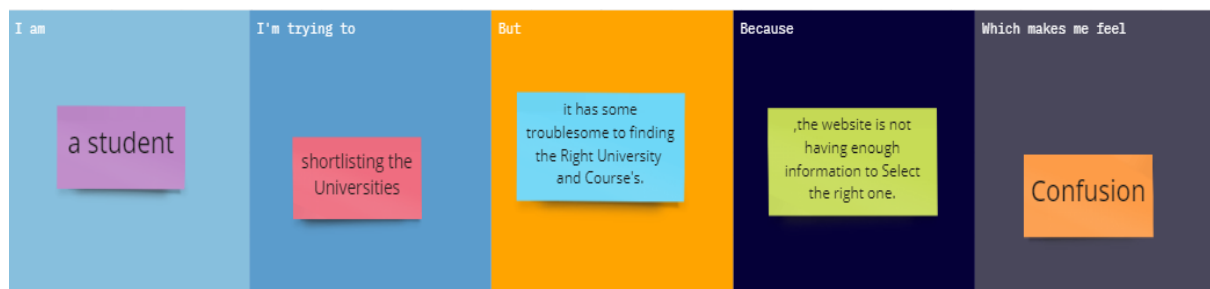 I am
a student
I'm trying to
shortlisting the
Universities
But
it has some
troublesome to finding
the Right University
and Course's.
Because
,the website is not
having enough
information to Select
the right one.
Which makes me feel
Confusion